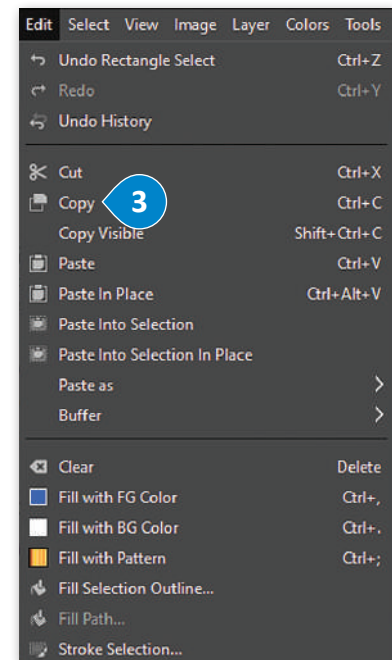 Edit Select View Image Layer Colors Tools
Undo Rectangle Select Ctrl+Z
Redo Ctrl+Y
Undo History
Cut Ctrl+X
Copy 3 Ctrl+C
Copy Visible Shift+Ctrl+C
Paste Ctrl+V
Paste In Place Ctrl+Alt+V
Paste Into Selection
Paste Into Selection In Place
Paste as
Buffer
Clear Delete
Fill with FG Color Ctrl+,
Fill with BG Color Ctrl+.
Fill with Pattern Ctrl+;
Fill Selection Outline...
Fill Path...
Stroke Selection...